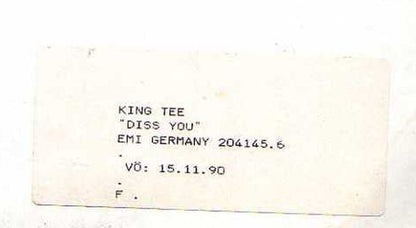 KING TEE
"DISS YOU"
EMI GERMANY 204145.6
.
VÖ: 15.11.90
.
F .